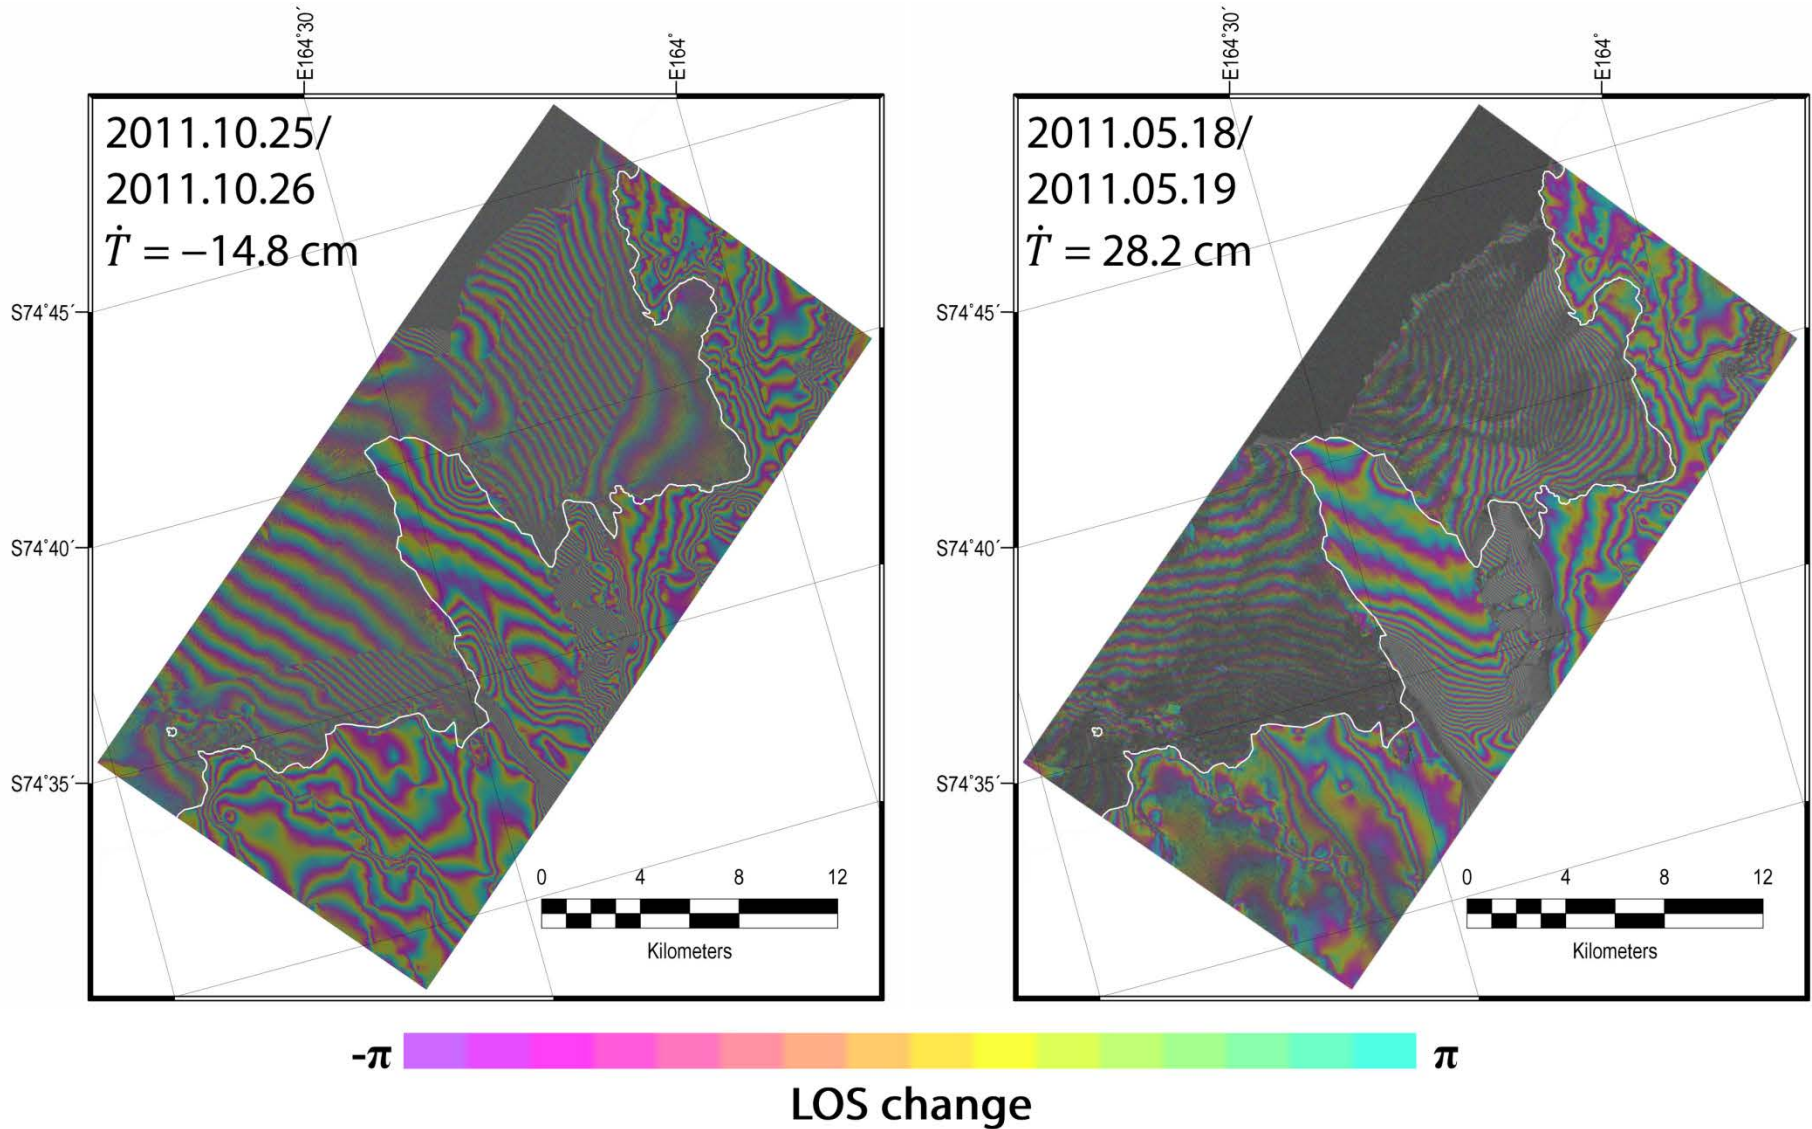 E164°30´
E164°
2011.10.25/
2011.10.26
Ṫ = −14.8 cm
S74°45´
S74°40´
S74°35´
0 4 8 12
Kilometers
E164°30´
E164°
2011.05.18/
2011.05.19
Ṫ = 28.2 cm
S74°45´
S74°40´
S74°35´
0 4 8 12
Kilometers
-π π
LOS change